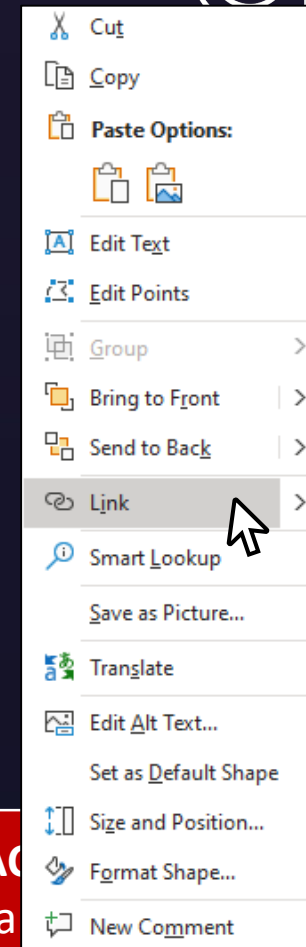 Cut
Copy
Paste Options:
Edit Text
Edit Points
Group
Bring to Front
Send to Back
Link
Smart Lookup
Save as Picture...
Translate
Edit Alt Text...
Set as Default Shape
Size and Position...
Format Shape...
New Comment